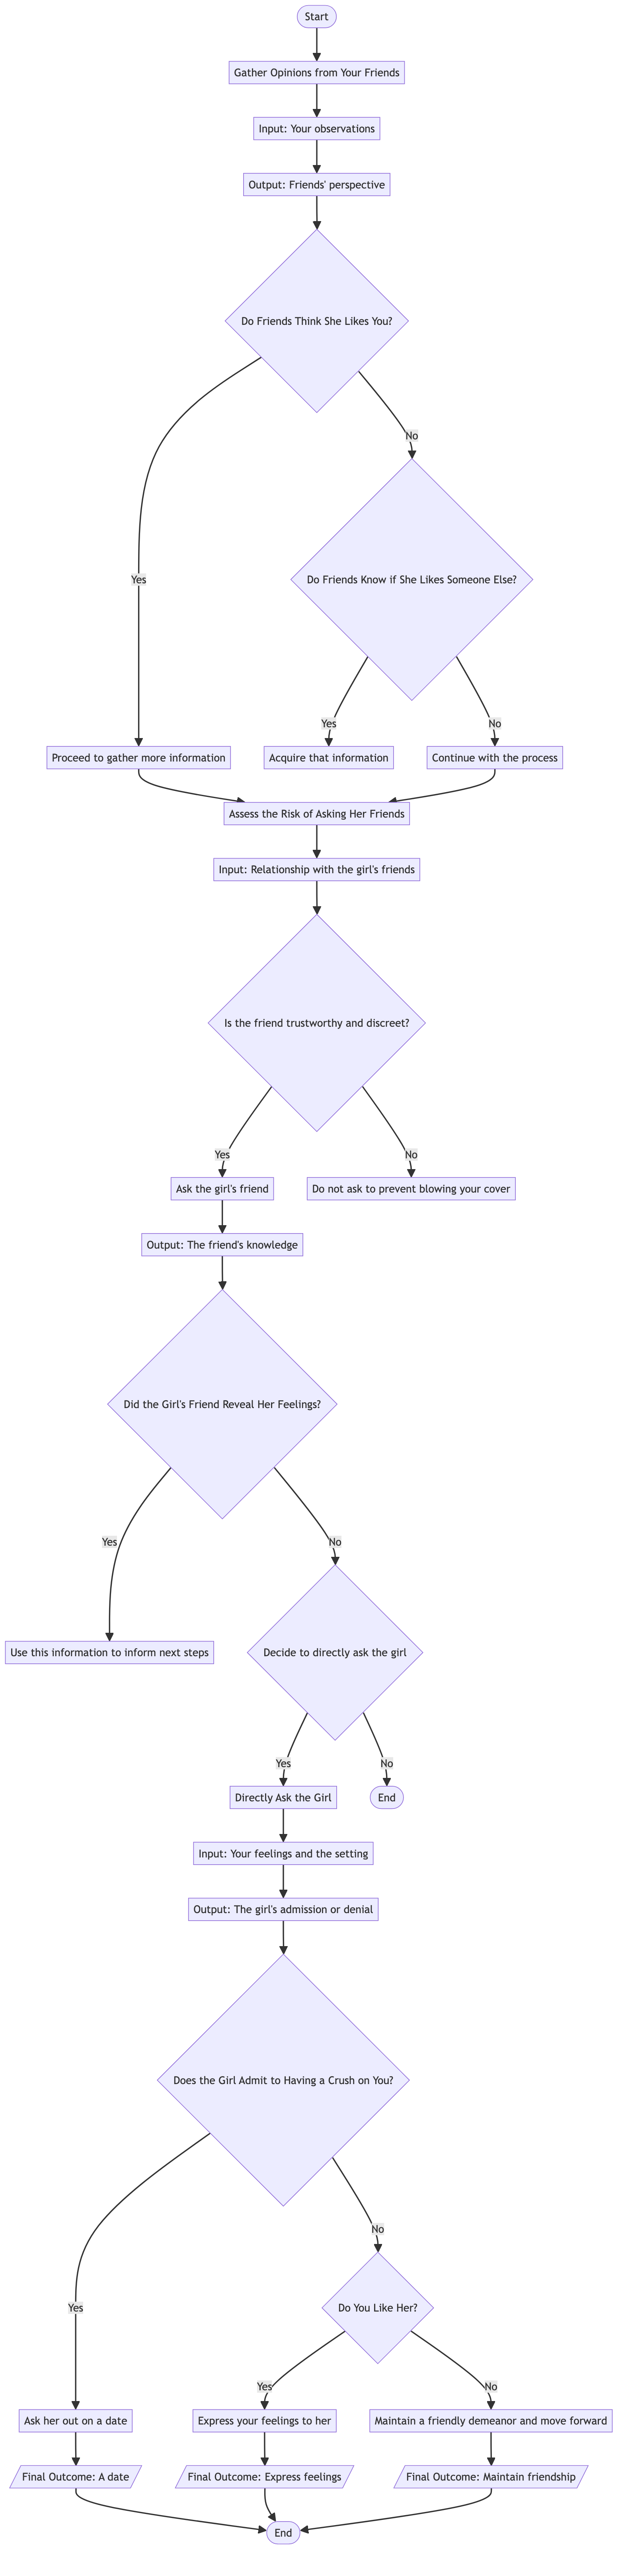 Start
Gather Opinions from Your Friends
Input: Your observations
Output: Friends' perspective
Do Friends Think She Likes You?
No
Yes
Do Friends Know if She Likes Someone Else?
Yes
No
Proceed to gather more information
Acquire that information
Continue with the process
Assess the Risk of Asking Her Friends
Input: Relationship with the girl's friends
Is the friend trustworthy and discreet?
Yes
No
Ask the girl's friend
Do not ask to prevent blowing your cover
Output: The friend's knowledge
Did the Girl's Friend Reveal Her Feelings?
Yes
No
Use this information to inform next steps
Decide to directly ask the girl
Yes
No
Directly Ask the Girl
End
Input: Your feelings and the setting
Output: The girl's admission or denial
Does the Girl Admit to Having a Crush on You?
No
Yes
Do You Like Her?
Yes
No
Ask her out on a date
Express your feelings to her
Maintain a friendly demeanor and move forward
Final Outcome: A date
Final Outcome: Express feelings
Final Outcome: Maintain friendship
End